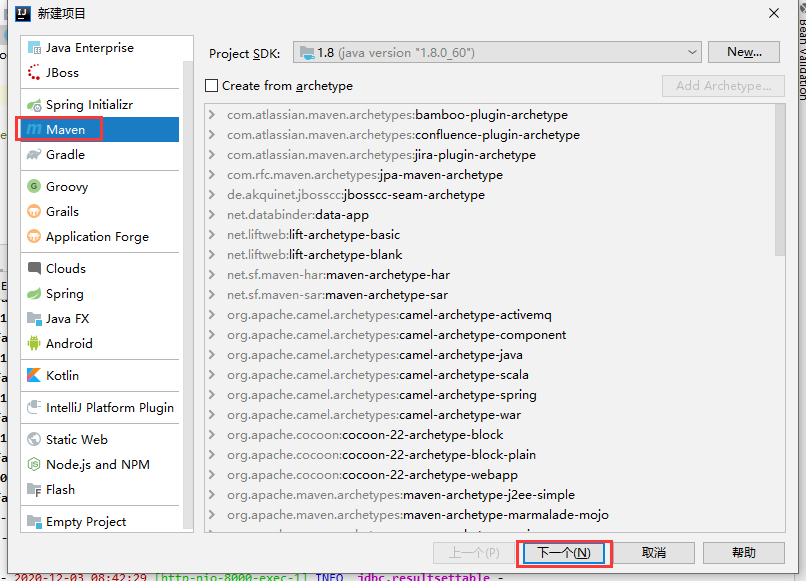 新建项目
Java Enterprise
JBoss
Spring Initializr
Maven
Gradle
Groovy
Grails
Application Forge
Clouds
Spring
Java FX
Android
Kotlin
IntelliJ Platform Plugin
Static Web
Node.js and NPM
Flash
Empty Project
Project SDK: 1.8 (java version "1.8.0_60") New...
Create from archetype Add Archetype...
com.atlassian.maven.archetypes:bamboo-plugin-archetype
com.atlassian.maven.archetypes:confluence-plugin-archetype
com.atlassian.maven.archetypes:jira-plugin-archetype
com.rfc.maven.archetypes:jpa-maven-archetype
de.akquinet.jbosscc:jbosscc-seam-archetype
net.databinder:data-app
net.liftweb:lift-archetype-basic
net.liftweb:lift-archetype-blank
net.sf.maven-har:maven-archetype-har
net.sf.maven-sar:maven-archetype-sar
org.apache.camel.archetypes:camel-archetype-activemq
org.apache.camel.archetypes:camel-archetype-component
org.apache.camel.archetypes:camel-archetype-java
org.apache.camel.archetypes:camel-archetype-scala
org.apache.camel.archetypes:camel-archetype-spring
org.apache.camel.archetypes:camel-archetype-war
org.apache.cocoon:cocoon-22-archetype-block
org.apache.cocoon:cocoon-22-archetype-block-plain
org.apache.cocoon:cocoon-22-archetype-webapp
org.apache.maven.archetypes:maven-archetype-j2ee-simple
org.apache.maven.archetypes:maven-archetype-marmalade-mojo
上一个(P) 下一个(N) 取消 帮助
Bean Validation
- 2020-12-03 08:42:29 [http-nio-8000-exec-1] INFO jdbc.resultsettable -